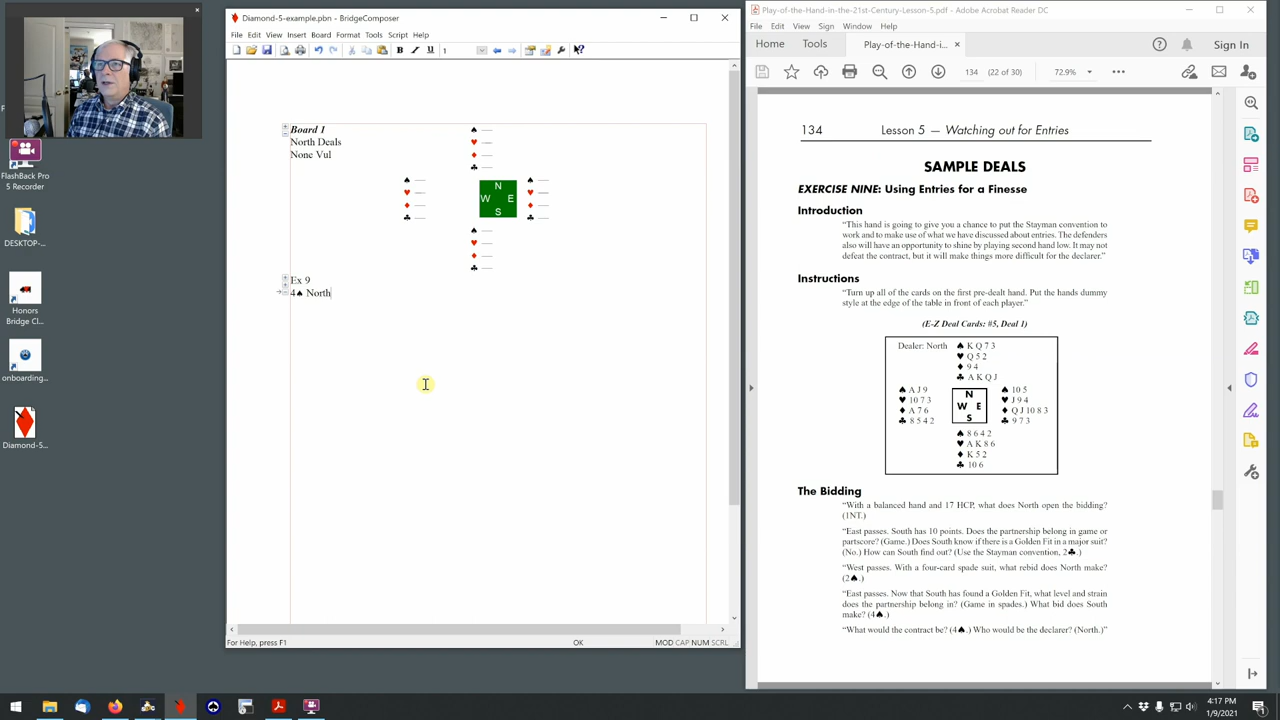 Diamond-5-example.pbn - BridgeComposer
File Edit View Insert Board Format Tools Script Help
B I U 1
Board 1
North Deals
None Vul
♠ —
♥ —
♦ —
♣ —
♠ —
♥ —
♦ —
♣ —
N
W E
S
♠ —
♥ —
♦ —
♣ —
♠ —
♥ —
♦ —
♣ —
Ex 9
4♠ North
For Help, press F1
OK
MOD CAP NUM SCRL
FlashBack Pro
5 Recorder
DESKTOP-...
Honors
Bridge Cl...
onboarding...
Diamond-5...
Play-of-the-Hand-in-the-21st-Century-Lesson-5.pdf - Adobe Acrobat Reader DC
File Edit View Sign Window Help
Home Tools Play-of-the-Hand-i... × Sign In
134 (22 of 30) 72.9%
134 Lesson 5 — Watching out for Entries
SAMPLE DEALS
EXERCISE NINE: Using Entries for a Finesse
Introduction
“This hand is going to give you a chance to put the Stayman convention to
work and to make use of what we have discussed about entries. The defenders
also will have an opportunity to shine by playing second hand low. It may not
defeat the contract, but it will make things more difficult for the declarer.”
Instructions
“Turn up all of the cards on the first pre-dealt hand. Put the hands dummy
style at the edge of the table in front of each player.”
(E-Z Deal Cards: #5, Deal 1)
Dealer: North
♠ K Q 7 3
♥ Q 5 2
♦ 9 4
♣ A K Q J
♠ A J 9
♥ 10 7 3
♦ A 7 6
♣ 8 5 4 2
N
W E
S
♠ 10 5
♥ J 9 4
♦ Q J 10 8 3
♣ 9 7 3
♠ 8 6 4 2
♥ A K 8 6
♦ K 5 2
♣ 10 6
The Bidding
“With a balanced hand and 17 HCP, what does North open the bidding?
(1NT.)
“East passes. South has 10 points. Does the partnership belong in game or
partscore? (Game.) Does South know if there is a Golden Fit in a major suit?
(No.) How can South find out? (Use the Stayman convention, 2♣.)
“West passes. With a four-card spade suit, what rebid does North make?
(2♠.)
“East passes. Now that South has found a Golden Fit, what level and strain
does the partnership belong in? (Game in spades.) What bid does South
make? (4♠.)
“What would the contract be? (4♠.) Who would be the declarer? (North.)”
4:17 PM
1/9/2021